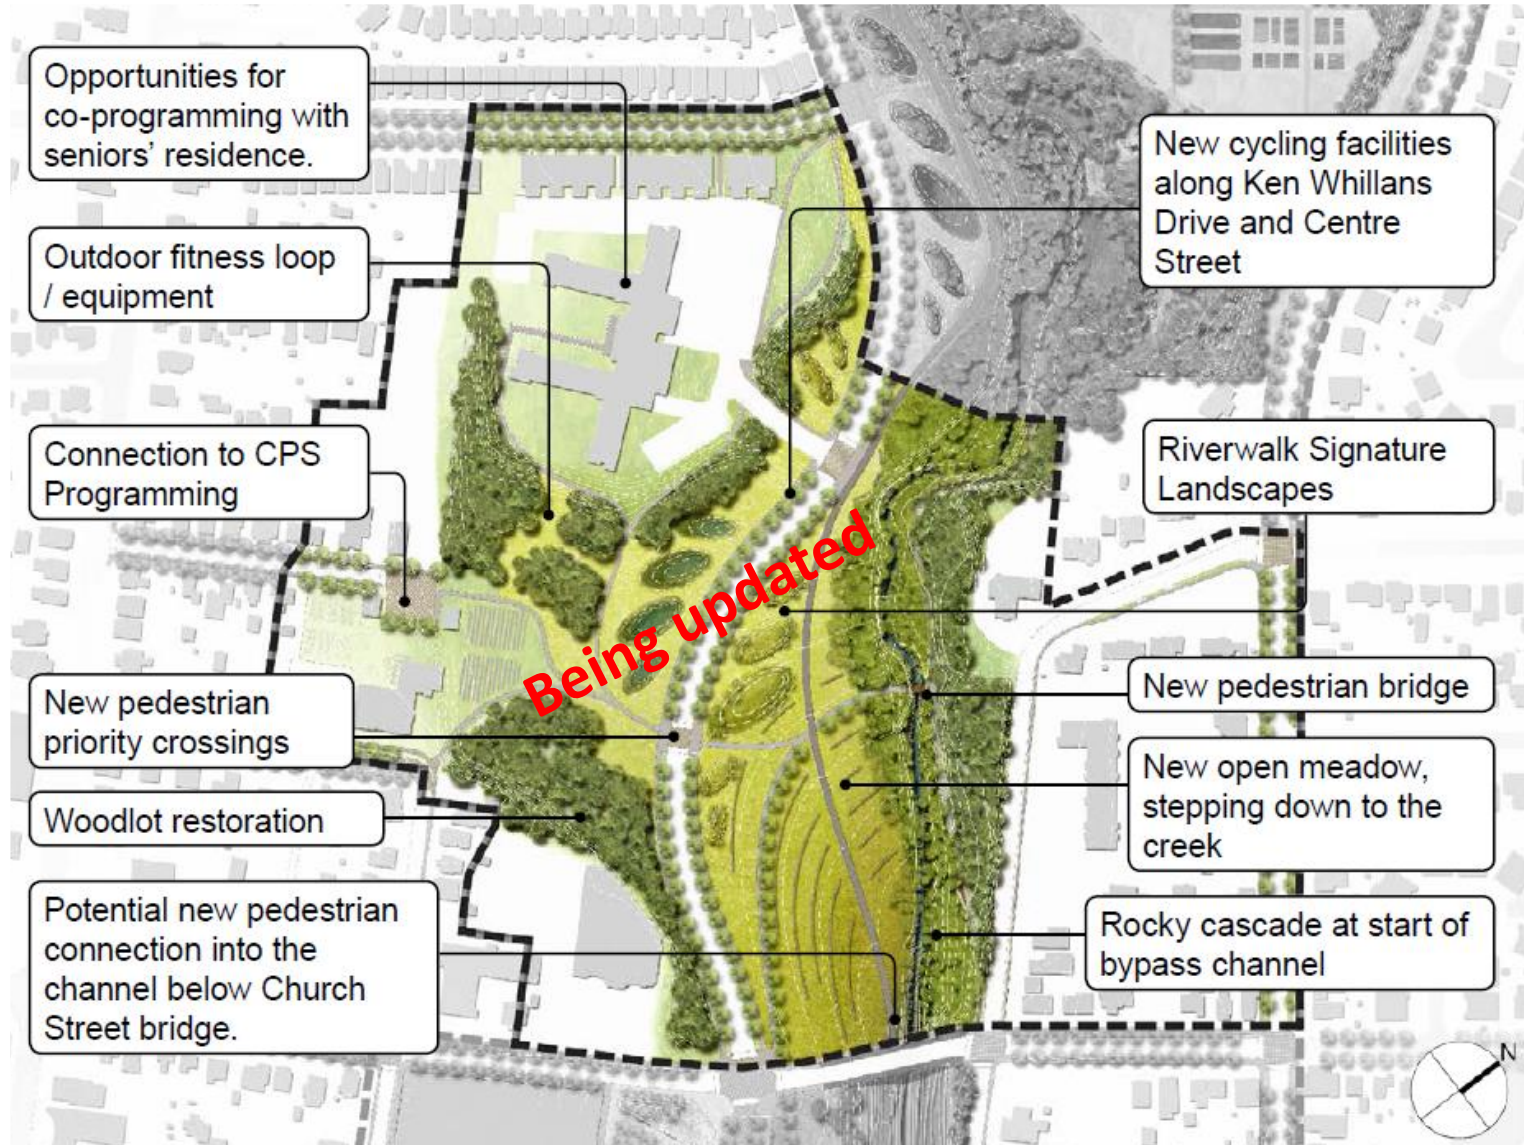 Opportunities for
co-programming with
seniors’ residence.
Outdoor fitness loop
/ equipment
Connection to CPS
Programming
New pedestrian
priority crossings
Woodlot restoration
Potential new pedestrian
connection into the
channel below Church
Street bridge.
Being updated
New cycling facilities
along Ken Whillans
Drive and Centre
Street
Riverwalk Signature
Landscapes
New pedestrian bridge
New open meadow,
stepping down to the
creek
Rocky cascade at start of
bypass channel
N